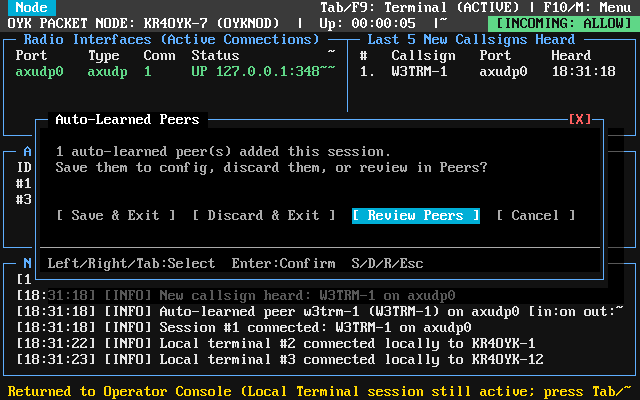 Node Tab/F9: Terminal (ACTIVE) | F10/M: Menu
OYK PACKET NODE: KR4OYK-7 (OYKNOD) | Up: 00:00:05 |~ [INCOMING: ALLOW]
Radio Interfaces (Active Connections)
Port Type Conn Status ~
axudp0 axudp 1 UP 127.0.0.1:348~~
Last 5 New Callsigns Heard
# Callsign Port Heard
1. W3TRM-1 axudp0 18:31:18
Auto-Learned Peers [X]
1 auto-learned peer(s) added this session.
Save them to config, discard them, or review in Peers?
[ Save & Exit ] [ Discard & Exit ] [ Review Peers ] [ Cancel ]
Left/Right/Tab:Select Enter:Confirm S/D/R/Esc
A
ID
#1
#3
N
[1
[18:31:18] [INFO] New callsign heard: W3TRM-1 on axudp0
[18:31:18] [INFO] Auto-learned peer w3trm-1 (W3TRM-1) on axudp0 [in:on out:~
[18:31:18] [INFO] Session #1 connected: W3TRM-1 on axudp0
[18:31:22] [INFO] Local terminal #2 connected locally to KR4OYK-1
[18:31:23] [INFO] Local terminal #3 connected locally to KR4OYK-12
Returned to Operator Console (Local Terminal session still active; press Tab/~